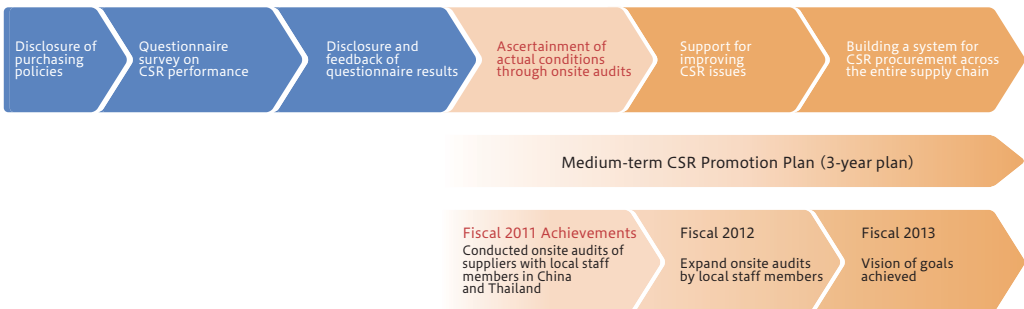 Disclosure of
purchasing
policies
Questionnaire
survey on
CSR performance
Disclosure and
feedback of
questionnaire results
Ascertainment of
actual conditions
through onsite audits
Support for
improving
CSR issues
Building a system for
CSR procurement across
the entire supply chain
Medium-term CSR Promotion Plan (3-year plan)
Fiscal 2011 Achievements
Conducted onsite audits of
suppliers with local staff
members in China
and Thailand
Fiscal 2012
Expand onsite audits
by local staff members
Fiscal 2013
Vision of goals
achieved